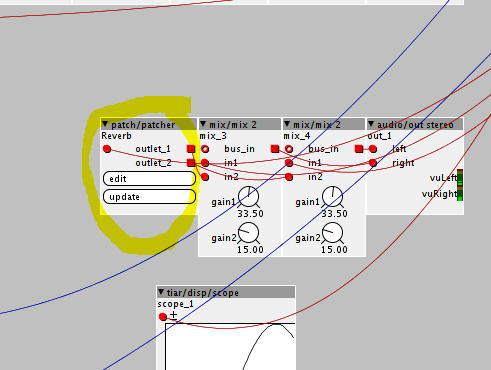 patch/patcher
Reverb
outlet_1
outlet_2
edit
update
mix/mix 2
mix_3
bus_in
in1
in2
gain1
33.50
gain2
15.00
mix/mix 2
mix_4
bus_in
in1
in2
gain1
33.50
gain2
15.00
audio/out stereo
out_1
left
right
vuLeft
vuRight
tiar/disp/scope
scope_1